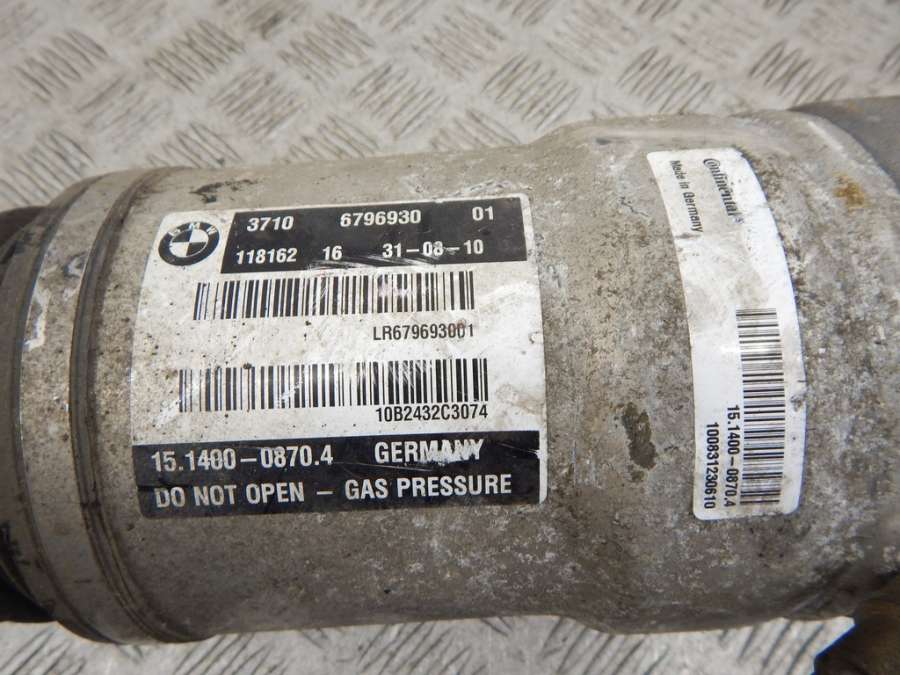 BMW
3710 6796930 01
118162 16 31-08-10
LR679693001
10B2432C3074
15.1400-0870.4 GERMANY
DO NOT OPEN - GAS PRESSURE
Continental
Made in Germany
15.1400-0870.4
100831230610